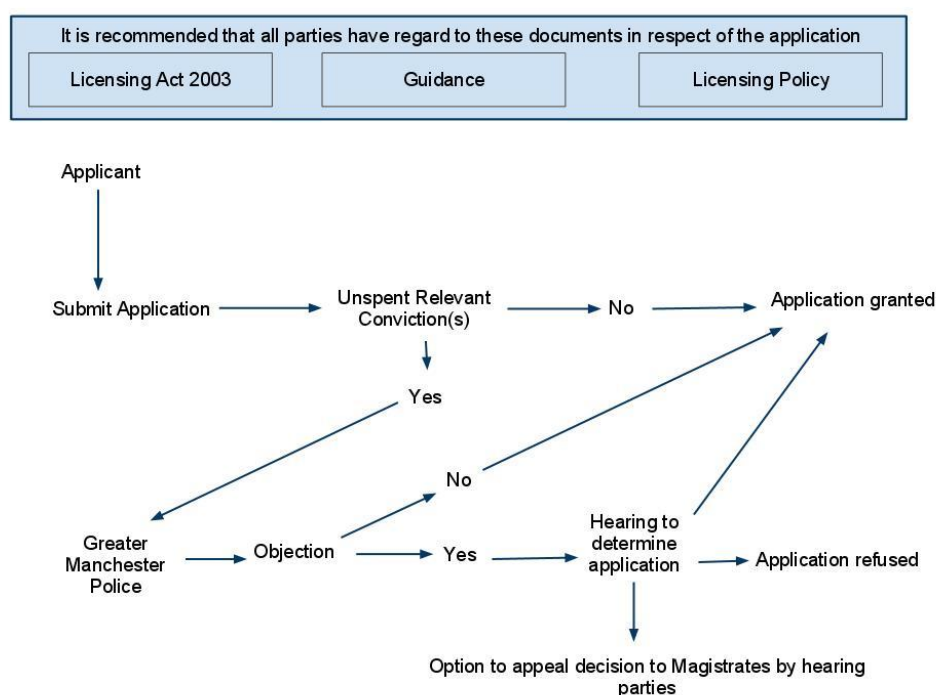 It is recommended that all parties have regard to these documents in respect of the application
Licensing Act 2003
Guidance
Licensing Policy
Applicant
Submit Application
Unspent Relevant
Conviction(s)
No
Application granted
Yes
No
Greater
Manchester
Police
Objection
Yes
Hearing to
determine
application
Application refused
Option to appeal decision to Magistrates by hearing
parties